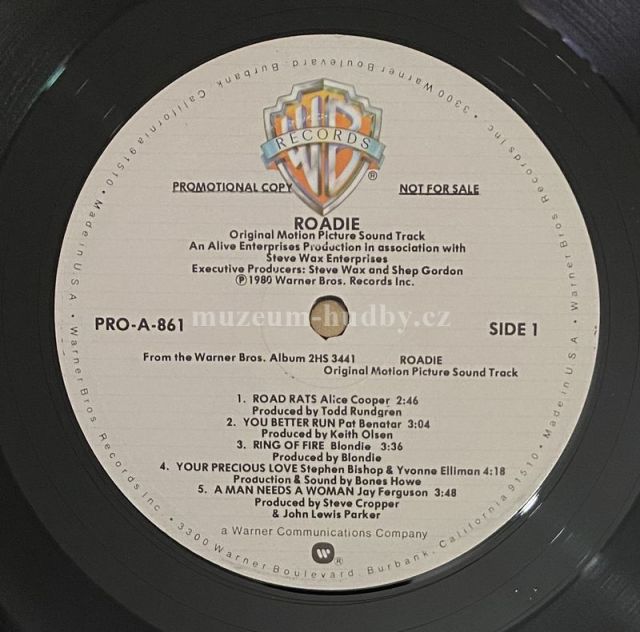 3300 Warner Boulevard, Burbank, California 91510 • Made in U.S.A. • Warner Bros. Records Inc. • 3300 Warner Boulevard, Burbank, California 91510 • Made in U.S.A. • Warner Bros. Records Inc. •
WB
RECORDS
®
PROMOTIONAL COPY NOT FOR SALE
ROADIE
Original Motion Picture Sound Track
An Alive Enterprises Production in association with
Steve Wax Enterprises
Executive Producers: Steve Wax and Shep Gordon
℗1980 Warner Bros. Records Inc.
PRO-A-861 SIDE 1
muzeum-hudby.cz
From the Warner Bros. Album 2HS 3441 ROADIE
Original Motion Picture Sound Track
1. ROAD RATS Alice Cooper 2:46
Produced by Todd Rundgren
2. YOU BETTER RUN Pat Benatar 3:04
Produced by Keith Olsen
3. RING OF FIRE Blondie 3:36
Produced by Blondie
4. YOUR PRECIOUS LOVE Stephen Bishop & Yvonne Elliman 4:18
Production & Sound by Bones Howe
5. A MAN NEEDS A WOMAN Jay Ferguson 3:48
Produced by Steve Cropper
& John Lewis Parker
a Warner Communications Company
®